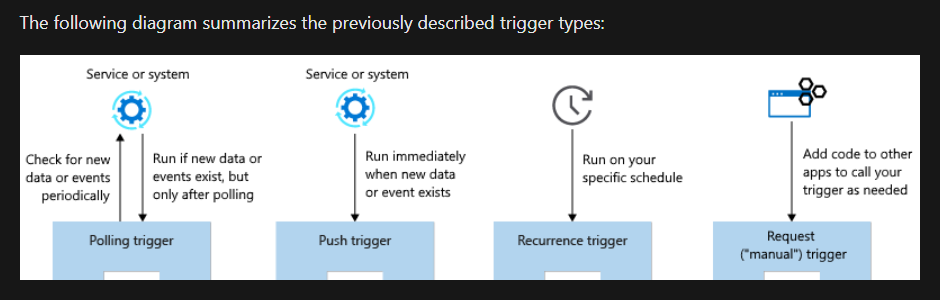 The following diagram summarizes the previously described trigger types:
Service or system
Check for new
data or events
periodically
Run if new data or
events exist, but
only after polling
Polling trigger
Service or system
Run immediately
when new data
or event exists
Push trigger
Run on your
specific schedule
Recurrence trigger
Add code to other
apps to call your
trigger as needed
Request
("manual") trigger